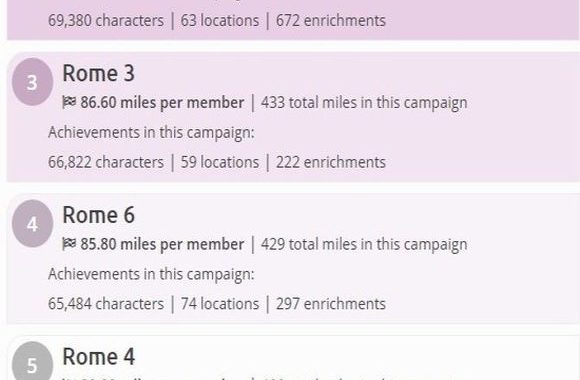 69,380 characters | 63 locations | 672 enrichments
3
Rome 3
86.60 miles per member | 433 total miles in this campaign
Achievements in this campaign:
66,822 characters | 59 locations | 222 enrichments
4
Rome 6
85.80 miles per member | 429 total miles in this campaign
Achievements in this campaign:
65,484 characters | 74 locations | 297 enrichments
5
Rome 4